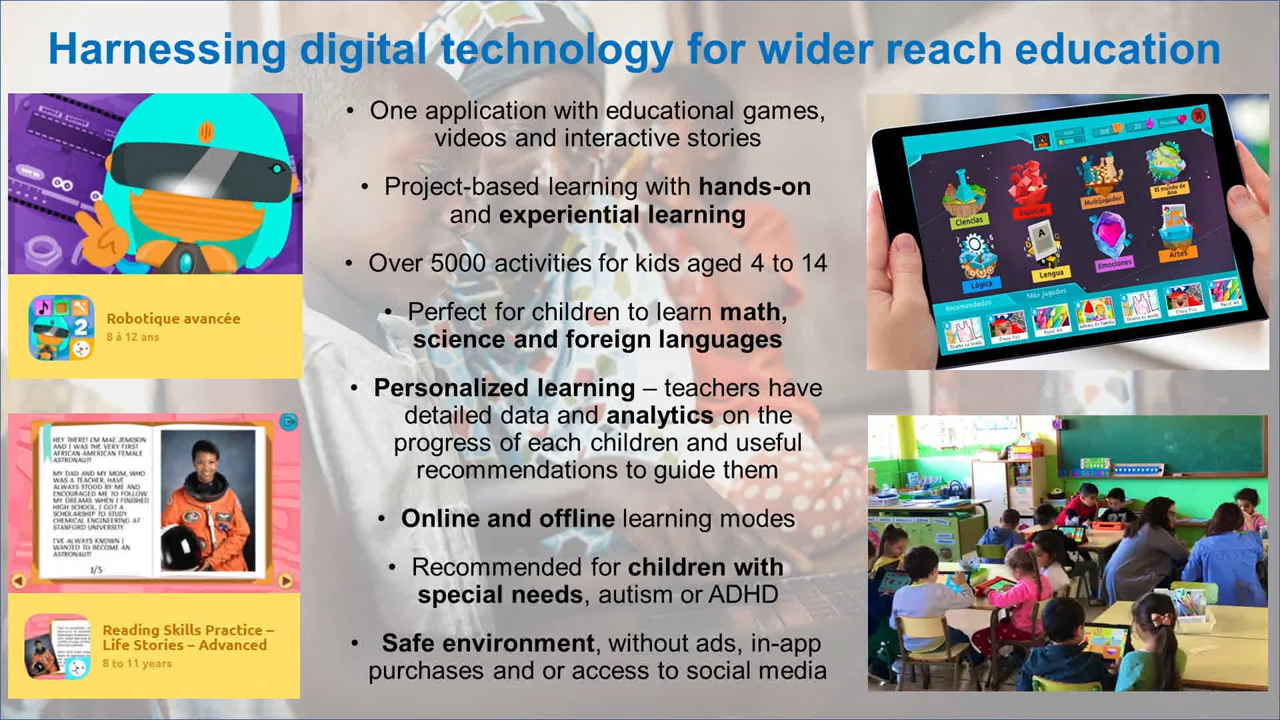 Harnessing digital technology for wider reach education
• One application with educational games,
videos and interactive stories
• Project-based learning with hands-on
and experiential learning
• Over 5000 activities for kids aged 4 to 14
• Perfect for children to learn math,
science and foreign languages
• Personalized learning – teachers have
detailed data and analytics on the
progress of each children and useful
recommendations to guide them
• Online and offline learning modes
• Recommended for children with
special needs, autism or ADHD
• Safe environment, without ads, in-app
purchases and or access to social media
2
Robotique avancée
8 à 12 ans
HEY THERE! I'M MAE JEMISON
AND I WAS THE VERY FIRST
AFRICAN-AMERICAN FEMALE
ASTRONAUT!
MY DAD AND MY MOM, WHO
WAS A TEACHER, HAVE
ALWAYS STOOD BY ME AND
ENCOURAGED ME TO FOLLOW
MY DREAMS. WHEN I FINISHED
HIGH SCHOOL, I GOT A
SCHOLARSHIP TO STUDY
CHEMICAL ENGINEERING AT
STANFORD UNIVERSITY.
I'VE ALWAYS KNOWN I
WANTED TO BECOME AN
ASTRONAUT!
1/5
Reading Skills Practice –
Life Stories – Advanced
8 to 11 years
Ciencias
Multijugador
El mundo de
Ana
A
Lógica
Lengua
Emociones
Artes
Recomendados
Más jugados